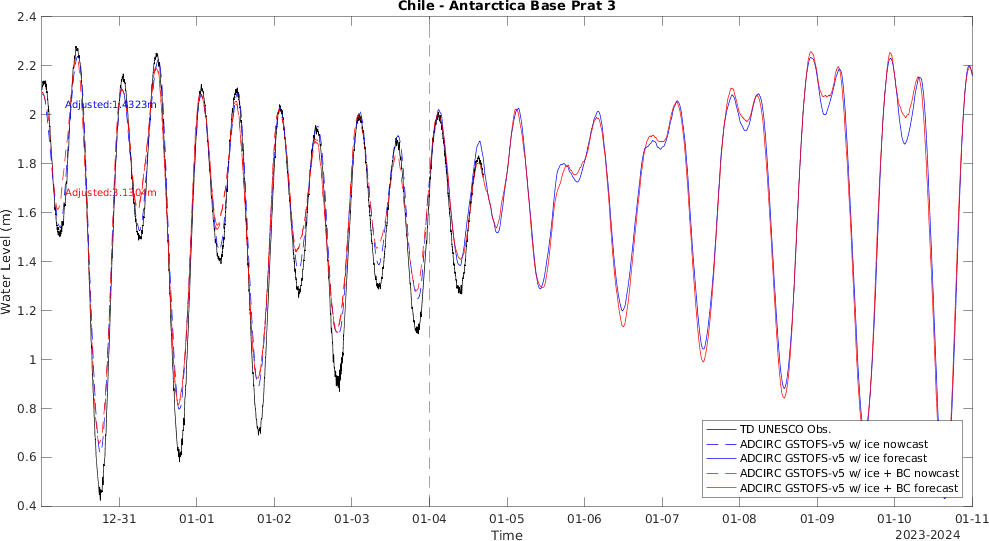 Chile - Antarctica Base Prat 3
2.4
2.2
2
1.8
1.6
1.4
1.2
1
0.8
0.6
0.4
Water Level (m)
Adjusted:1.4323m
Adjusted:3.1304m
TD UNESCO Obs.
ADCIRC GSTOFS-v5 w/ ice nowcast
ADCIRC GSTOFS-v5 w/ ice forecast
ADCIRC GSTOFS-v5 w/ ice + BC nowcast
ADCIRC GSTOFS-v5 w/ ice + BC forecast
12-31 01-01 01-02 01-03 01-04 01-05 01-06 01-07 01-08 01-09 01-10 01-11
Time
2023-2024